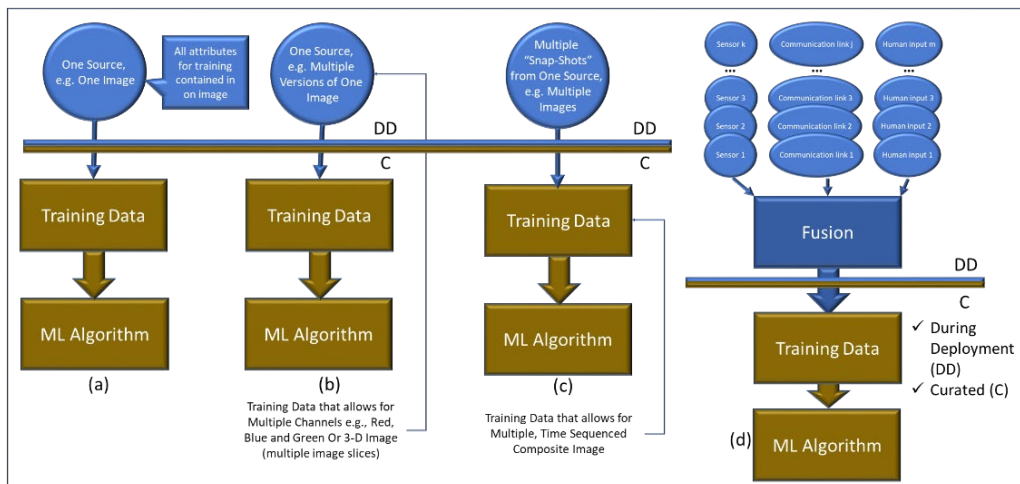 One Source,
e.g. One Image
All attributes
for training
contained in
on image
DD
C
Training Data
ML Algorithm
(a)
One Source,
e.g. Multiple
Versions of One
Image
Training Data
ML Algorithm
(b)
Training Data that allows for
Multiple Channels e.g., Red,
Blue and Green Or 3-D Image
(multiple image slices)
Multiple
“Snap-Shots”
from One Source,
e.g. Multiple
Images
DD
C
Training Data
ML Algorithm
(c)
Training Data that allows for
Multiple, Time Sequenced
Composite Image
Sensor k
...
Sensor 3
Sensor 2
Sensor 1
Communication link j
...
Communication link 3
Communication link 2
Communication link 1
Human input m
...
Human input 3
Human input 2
Human input 1
Fusion
DD
C
Training Data
ML Algorithm
(d)
✓ During
Deployment
(DD)
✓ Curated (C)